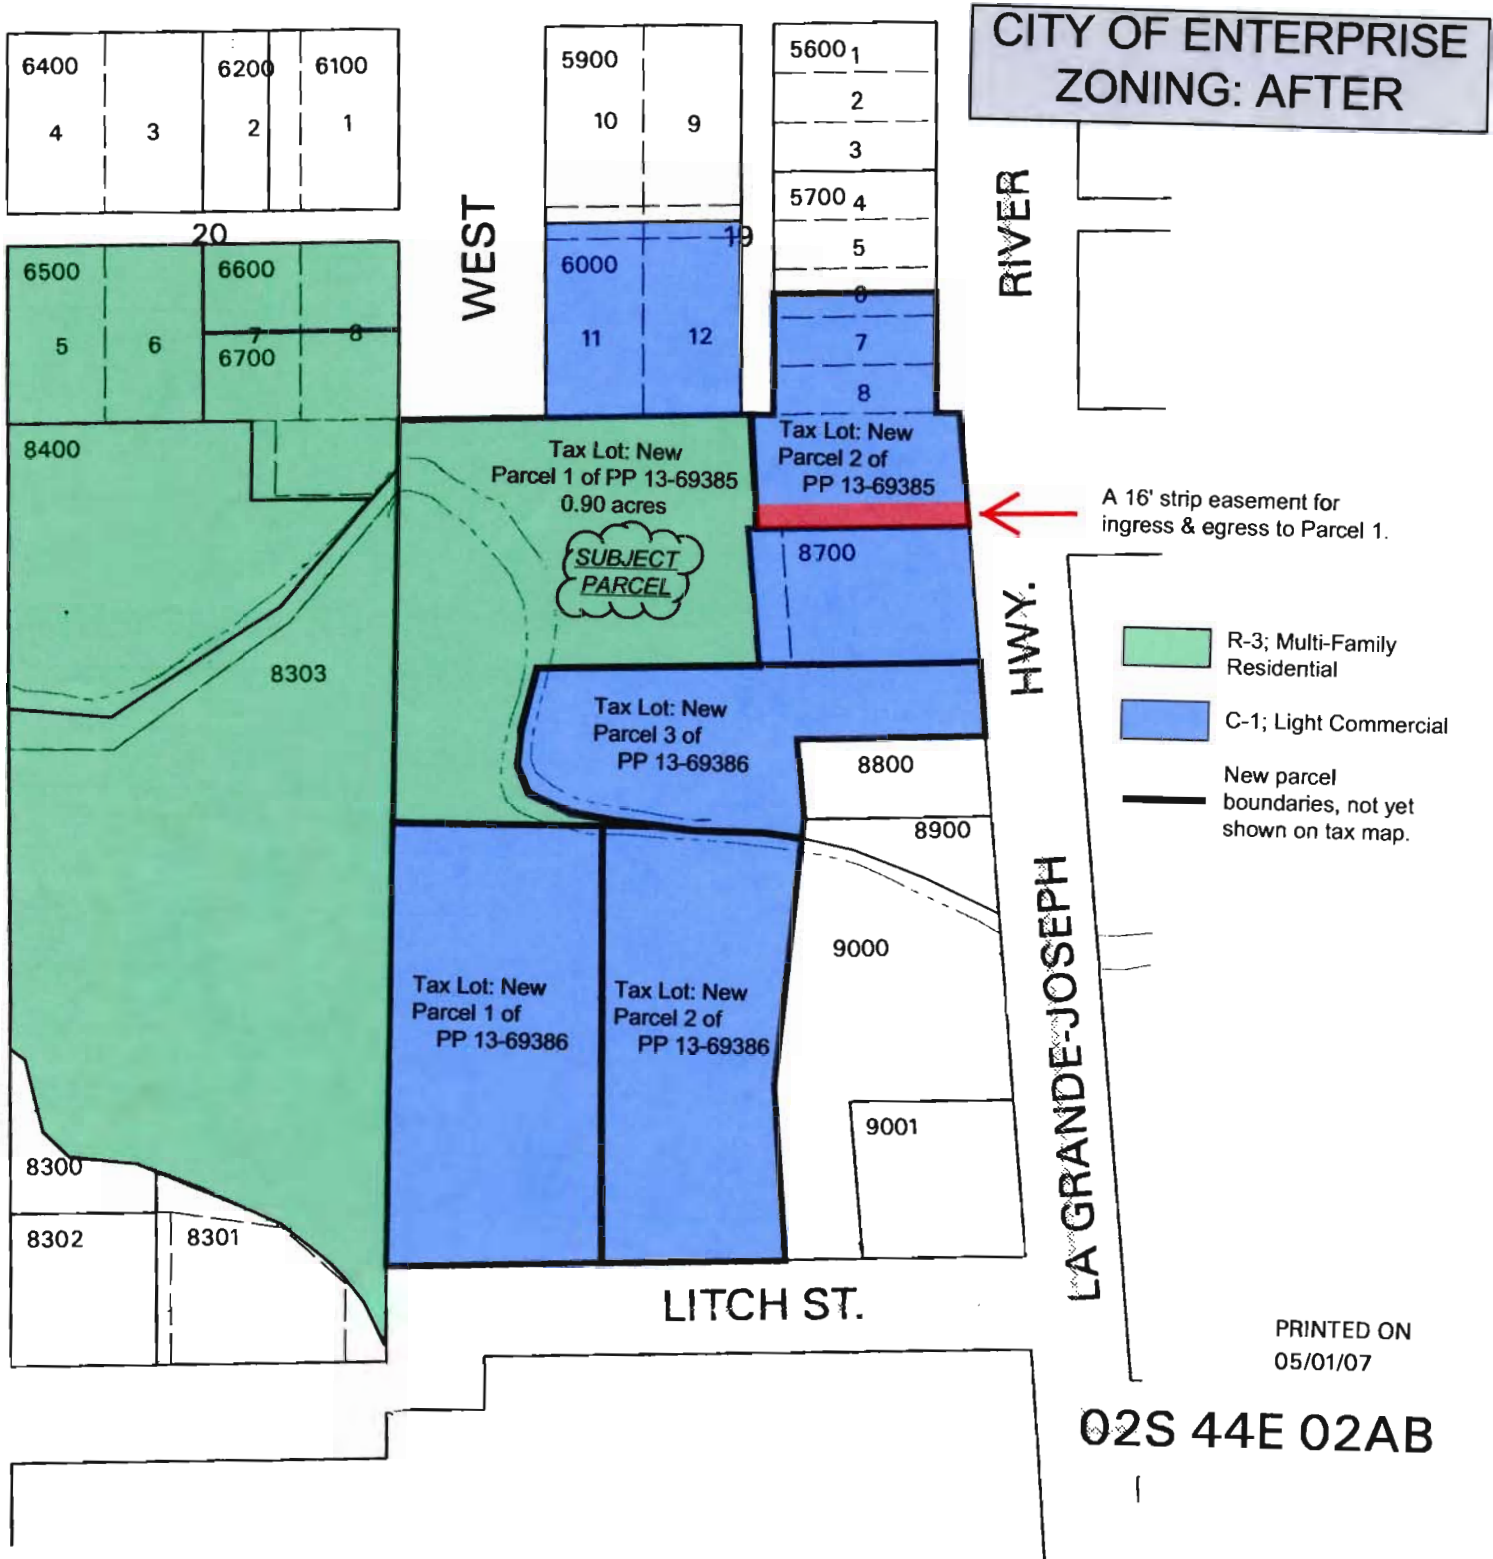 CITY OF ENTERPRISE
ZONING: AFTER
6400
6200
6100
4
3
2
1
5900
10
9
5600
1
2
3
5700
4
5
6
7
8
20
19
WEST
RIVER
6500
6600
5
6
7
8
6700
6000
11
12
8400
8303
Tax Lot: New
Parcel 1 of PP 13-69385
0.90 acres
SUBJECT
PARCEL
Tax Lot: New
Parcel 2 of
PP 13-69385
A 16' strip easement for
ingress & egress to Parcel 1.
8700
HWY.
R-3; Multi-Family
Residential
C-1; Light Commercial
New parcel
boundaries, not yet
shown on tax map.
Tax Lot: New
Parcel 3 of
PP 13-69386
8800
8900
9000
9001
Tax Lot: New
Parcel 1 of
PP 13-69386
Tax Lot: New
Parcel 2 of
PP 13-69386
LA GRANDE-JOSEPH
8300
8302
8301
LITCH ST.
PRINTED ON
05/01/07
02S 44E 02AB